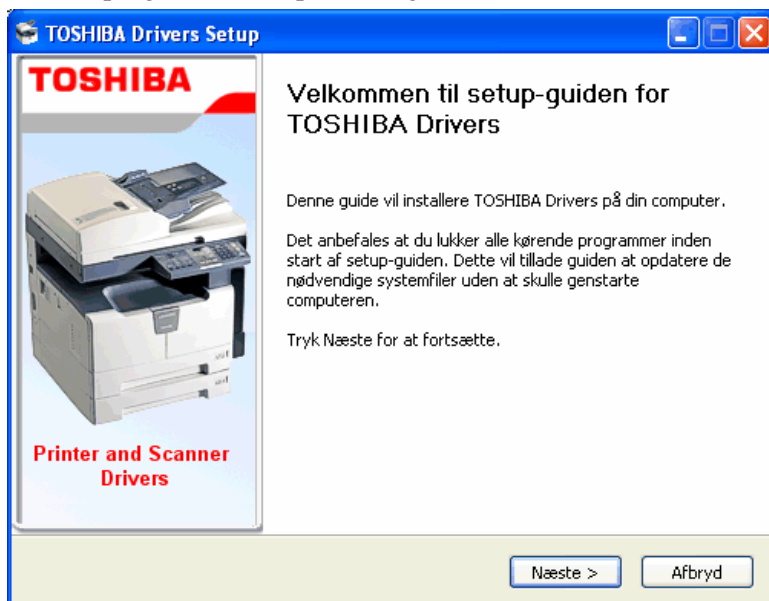 TOSHIBA Drivers Setup
TOSHIBA
Velkommen til setup-guiden for
TOSHIBA Drivers
Denne guide vil installere TOSHIBA Drivers på din computer.
Det anbefales at du lukker alle kørende programmer inden
start af setup-guiden. Dette vil tillade guiden at opdatere de
nødvendige systemfiler uden at skulle genstarte
computeren.
Tryk Næste for at fortsætte.
Printer and Scanner
Drivers
Næste >
Afbryd